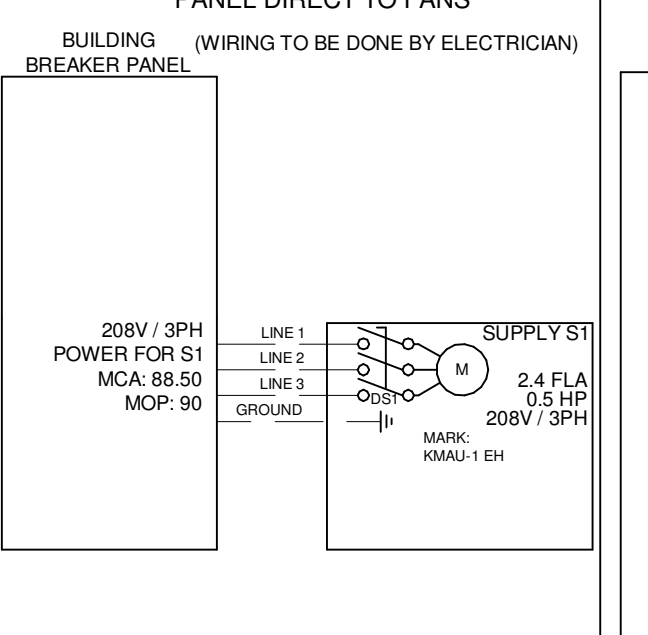 PANEL DIRECT TO FANS
BUILDING
BREAKER PANEL
(WIRING TO BE DONE BY ELECTRICIAN)
208V / 3PH
POWER FOR S1
MCA: 88.50
MOP: 90
LINE 1
LINE 2
LINE 3
GROUND
DS1
M
SUPPLY S1
2.4 FLA
0.5 HP
208V / 3PH
MARK:
KMAU-1 EH